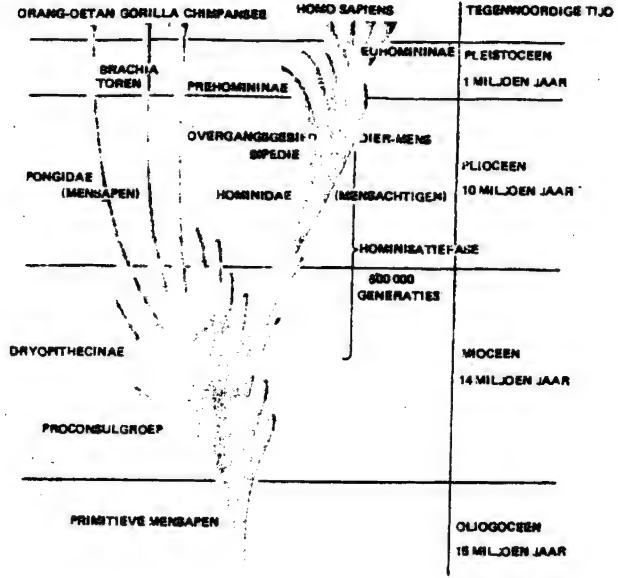 ORANG-OETAN GORILLA CHIMPANSEE
HOMO SAPIENS
TEGENWOORDIGE TIJD
EUHOMININAE
PLEISTOCEEN
1 MILJOEN JAAR
BRACHIA
TOREN
PREHOMININAE
OVERGANGSGEBIED DIER-MENS
BIPEDIE
PLIOCEEN
10 MILJOEN JAAR
PONGIDAE
(MENSAPEN)
HOMINIDAE (MENSACHTIGEN)
HOMINISATIEFASE
500 000
GENERATIES
DRYOPITHECINAE
MIOCEEN
14 MILJOEN JAAR
PROCONSULGROEP
PRIMITIEVE MENSAPEN
OLIOGOCEEN
15 MILJOEN JAAR